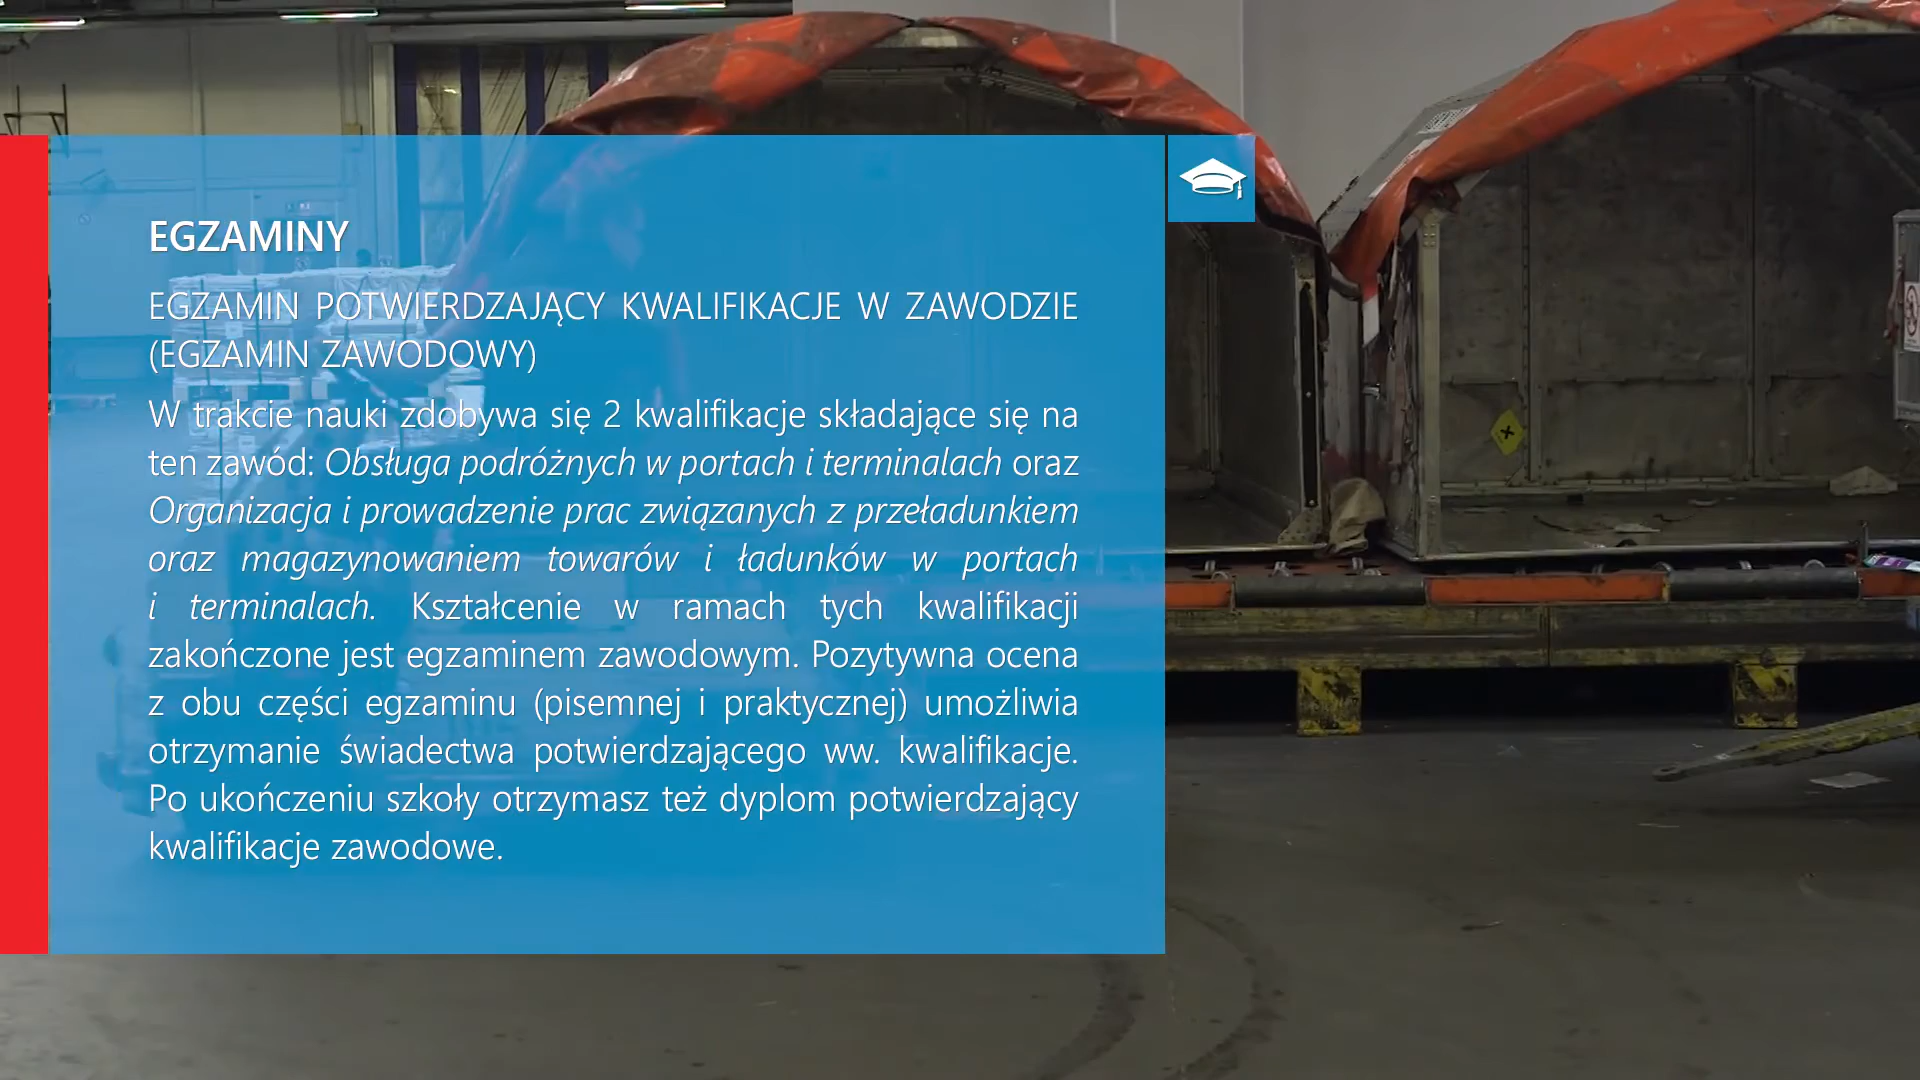 EGZAMINY
EGZAMIN POTWIERDZAJĄCY KWALIFIKACJE W ZAWODZIE
(EGZAMIN ZAWODOWY)
W trakcie nauki zdobywa się 2 kwalifikacje składające się na
ten zawód: Obsługa podróżnych w portach i terminalach oraz
Organizacja i prowadzenie prac związanych z przeładunkiem
oraz magazynowaniem towarów i ładunków w portach
i terminalach. Kształcenie w ramach tych kwalifikacji
zakończone jest egzaminem zawodowym. Pozytywna ocena
z obu części egzaminu (pisemnej i praktycznej) umożliwia
otrzymanie świadectwa potwierdzającego ww. kwalifikacje.
Po ukończeniu szkoły otrzymasz też dyplom potwierdzający
kwalifikacje zawodowe.